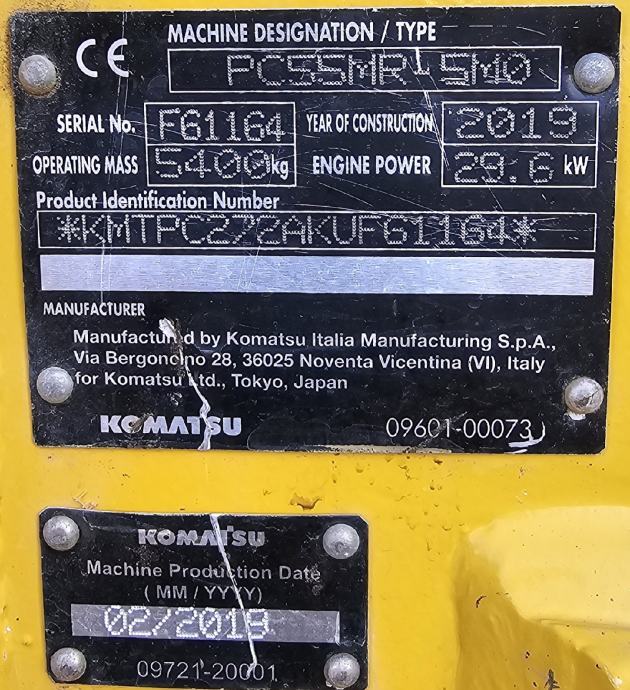 CE
MACHINE DESIGNATION / TYPE
PC55MR-5M0
SERIAL No. F61164 YEAR OF CONSTRUCTION 2019
OPERATING MASS 5400kg ENGINE POWER 29.6 kW
Product Identification Number
*KMTPC272AKUF61164*
MANUFACTURER
Manufactured by Komatsu Italia Manufacturing S.p.A.,
Via Bergoncino 28, 36025 Noventa Vicentina (VI), Italy
for Komatsu Ltd., Tokyo, Japan
KOMATSU 09601-00073
KOMATSU
Machine Production Date
( MM / YYYY)
02/2019
09721-20001